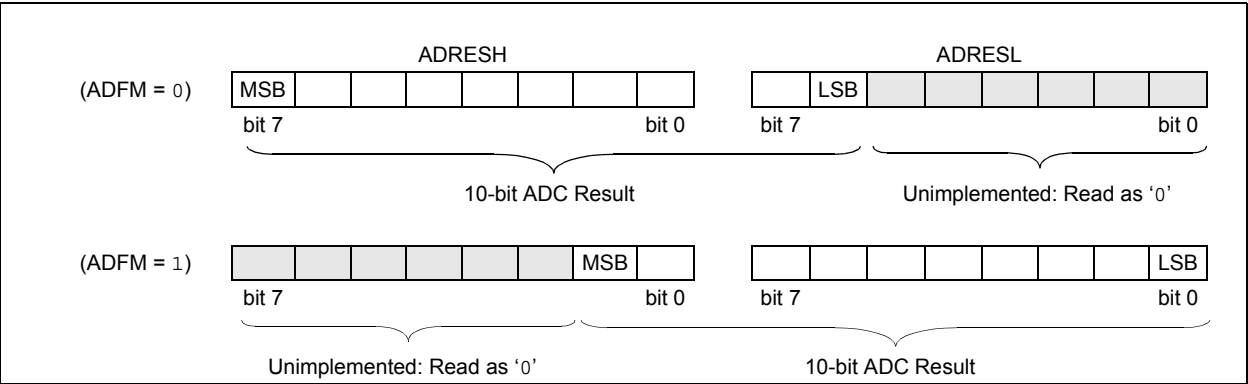 ADRESH ADRESL
(ADFM = 0) MSB LSB
bit 7 bit 0 bit 7 bit 0
10-bit ADC Result Unimplemented: Read as ‘0’
(ADFM = 1) MSB LSB
bit 7 bit 0 bit 7 bit 0
Unimplemented: Read as ‘0’ 10-bit ADC Result